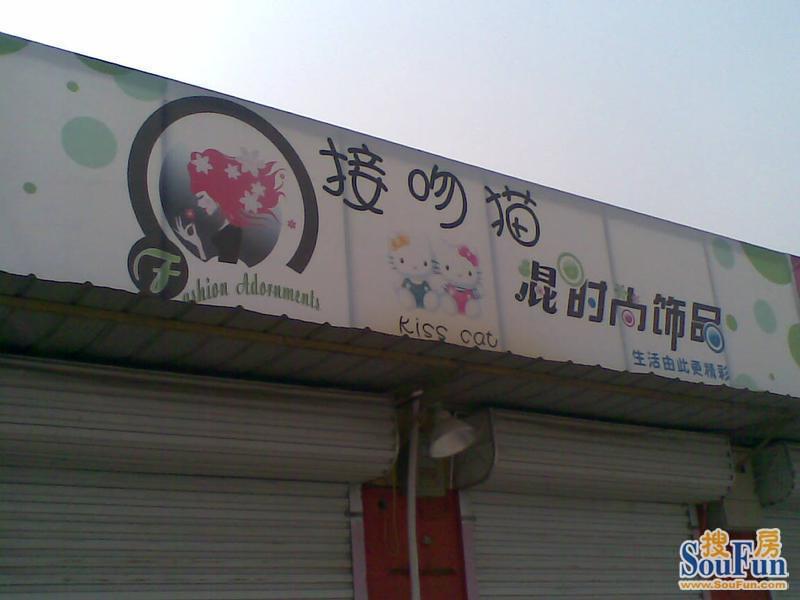 接吻猫
Fashion Adornments
Kiss cat
混时尚饰品
生活由此更精彩
搜房
SouFun
www.SouFun.com